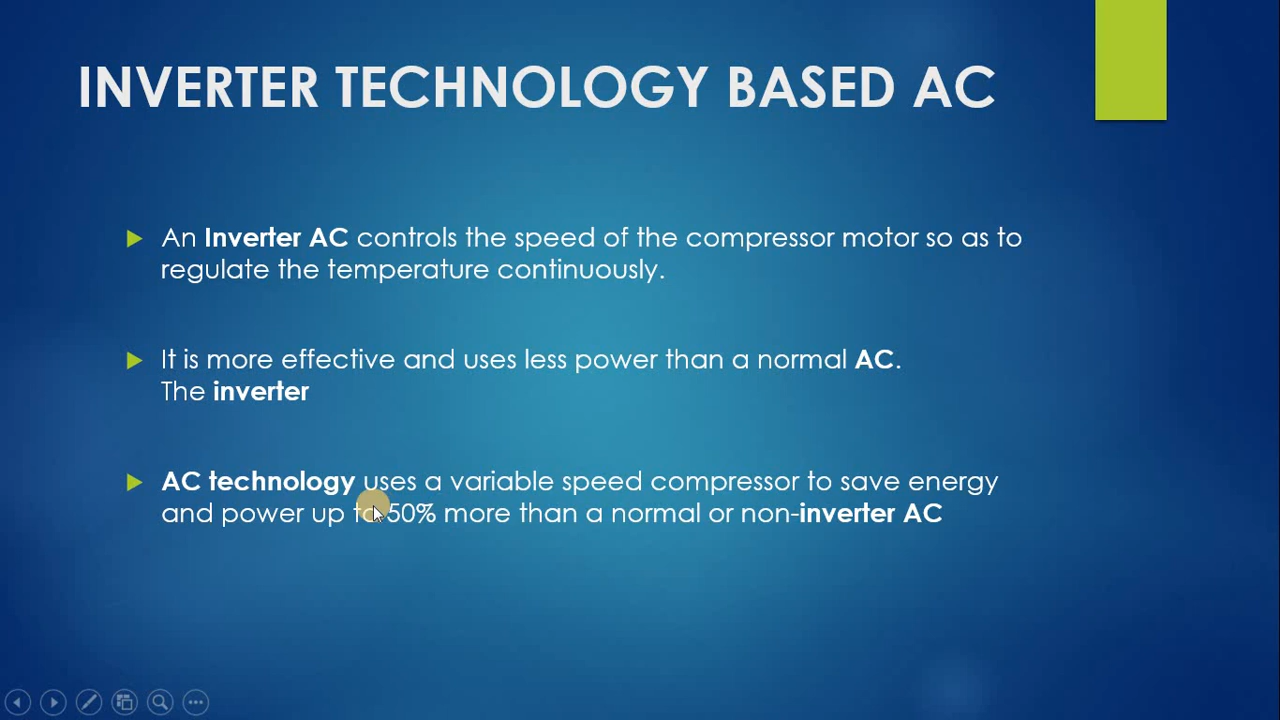 INVERTER TECHNOLOGY BASED AC
An Inverter AC controls the speed of the compressor motor so as to
regulate the temperature continuously.
It is more effective and uses less power than a normal AC.
The inverter
AC technology uses a variable speed compressor to save energy
and power up to 50% more than a normal or non-inverter AC